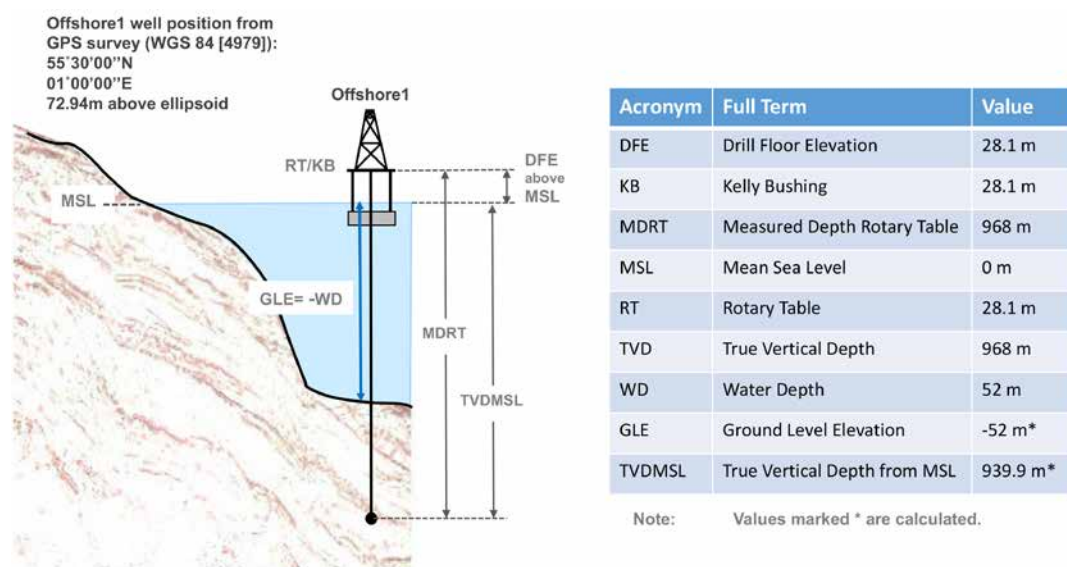 Offshore1 well position from
GPS survey (WGS 84 [4979]):
55˚30’00”N
01˚00’00”E
72.94m above ellipsoid
Offshore1
RT/KB
DFE
above
MSL
MSL
GLE= -WD
MDRT
TVDMSL
Acronym Full Term Value
DFE Drill Floor Elevation 28.1 m
KB Kelly Bushing 28.1 m
MDRT Measured Depth Rotary Table 968 m
MSL Mean Sea Level 0 m
RT Rotary Table 28.1 m
TVD True Vertical Depth 968 m
WD Water Depth 52 m
GLE Ground Level Elevation -52 m*
TVDMSL True Vertical Depth from MSL 939.9 m*
Note: Values marked * are calculated.